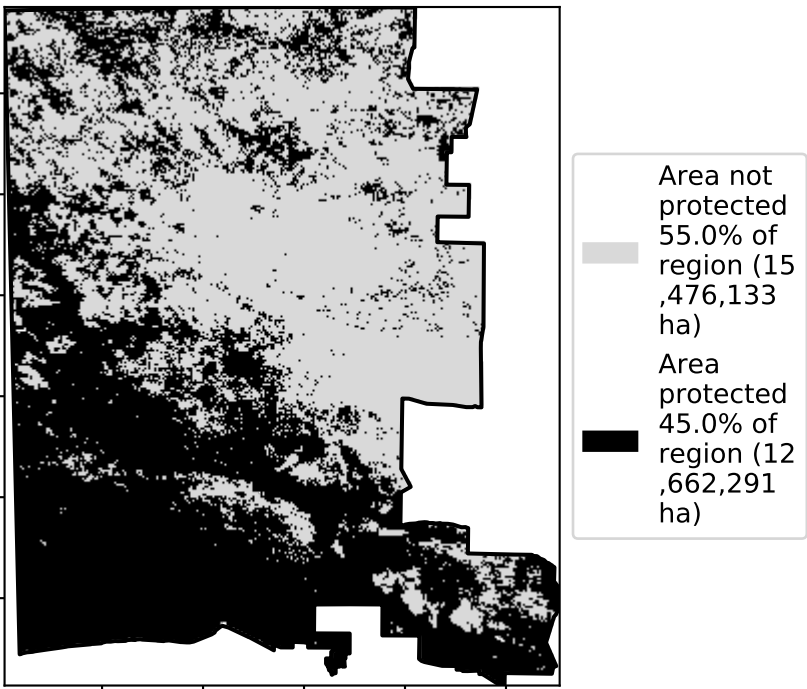 Area not
protected
55.0% of
region (15
,476,133
ha)
Area
protected
45.0% of
region (12
,662,291
ha)